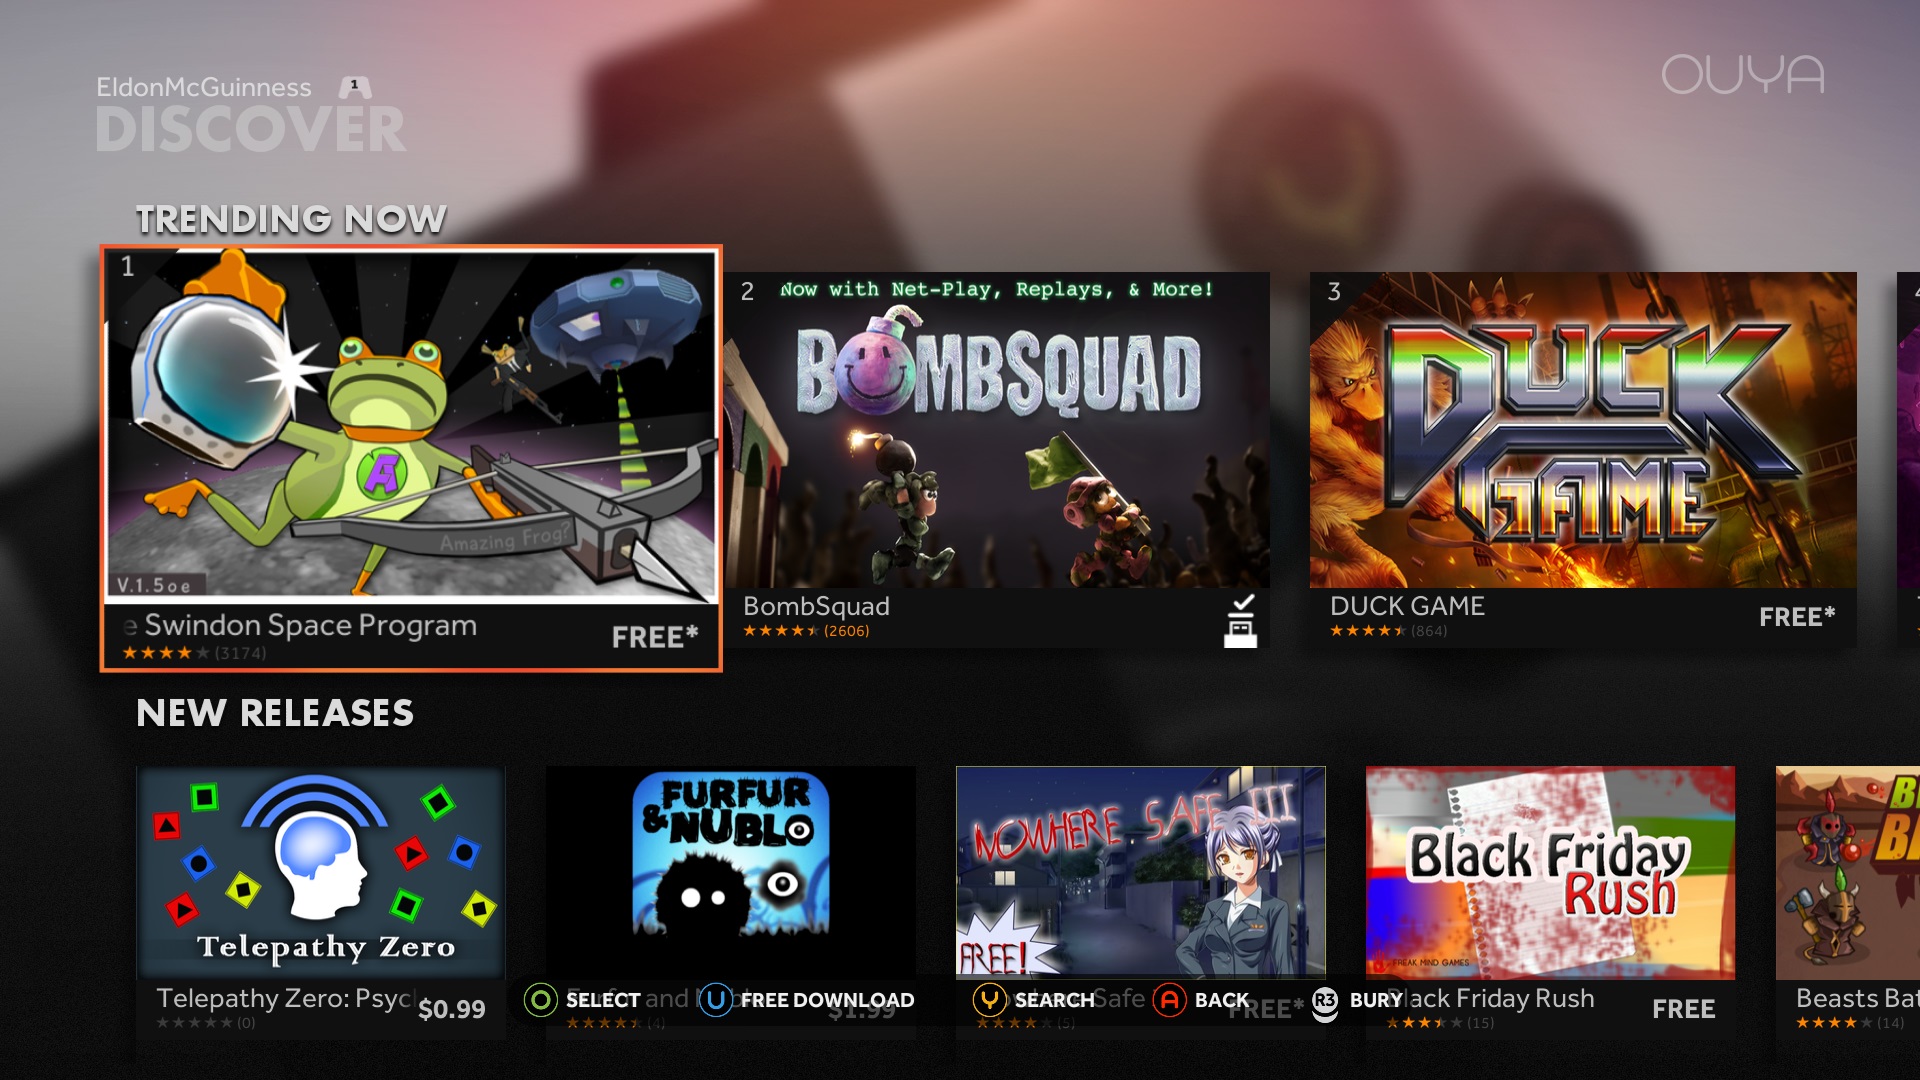 EldonMcGuinness 1
OUYA
DISCOVER
TRENDING NOW
1
A
Amazing Frog?
V.1.5oe
e Swindon Space Program
(3174)
FREE*
2
Now with Net-Play, Replays, & More!
BOMBSQUAD
BombSquad
(2606)
3
DUCK
GAME
DUCK GAME
(864)
FREE*
NEW RELEASES
Telepathy Zero
Telepathy Zero: Psyc
(0)
$0.99
FURFUR
& NUBLO
(4)
$1.99
NOWHERE SAFE III
FREE!
Safe
(5)
FREE*
Black Friday
Rush
FREAK MIND GAMES
Black Friday Rush
(15)
FREE
Beasts Bat
(14)
O SELECT
U FREE DOWNLOAD
Y SEARCH
A BACK
R3 BURY